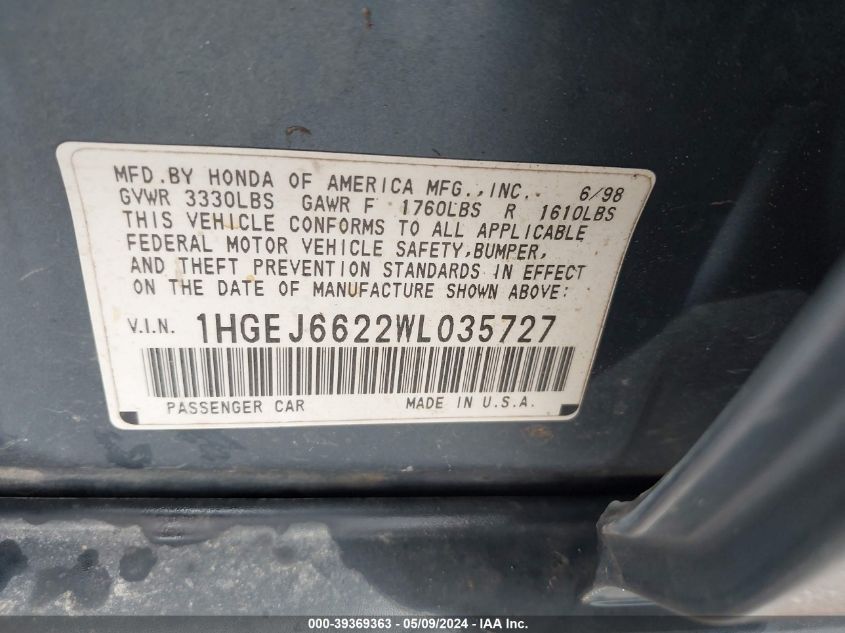 MFD.BY HONDA OF AMERICA MFG.,INC. 6/98
GVWR 3330LBS GAWR F 1760LBS R 1610LBS
THIS VEHICLE CONFORMS TO ALL APPLICABLE
FEDERAL MOTOR VEHICLE SAFETY,BUMPER,
AND THEFT PREVENTION STANDARDS IN EFFECT
ON THE DATE OF MANUFACTURE SHOWN ABOVE:
V.I.N. 1HGEJ6622WL035727
PASSENGER CAR MADE IN U.S.A.
000-39369363 - 05/09/2024 - IAA Inc.